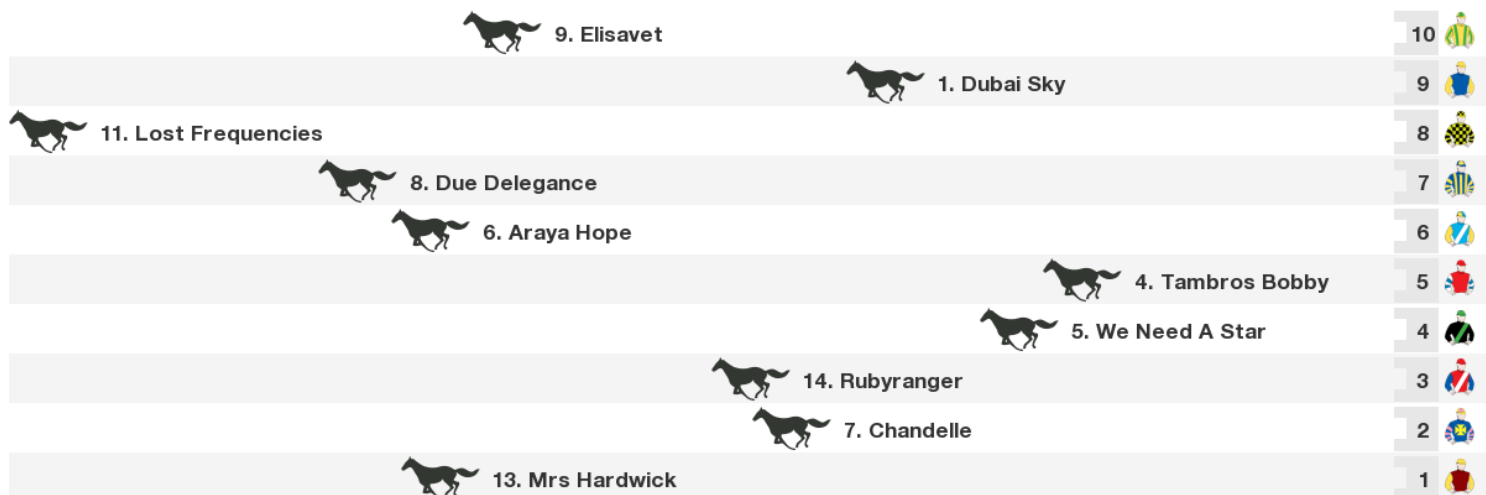 9. Elisavet 10
1. Dubai Sky 9
11. Lost Frequencies 8
8. Due Delegance 7
6. Araya Hope 6
4. Tambros Bobby 5
5. We Need A Star 4
14. Rubyranger 3
7. Chandelle 2
13. Mrs Hardwick 1